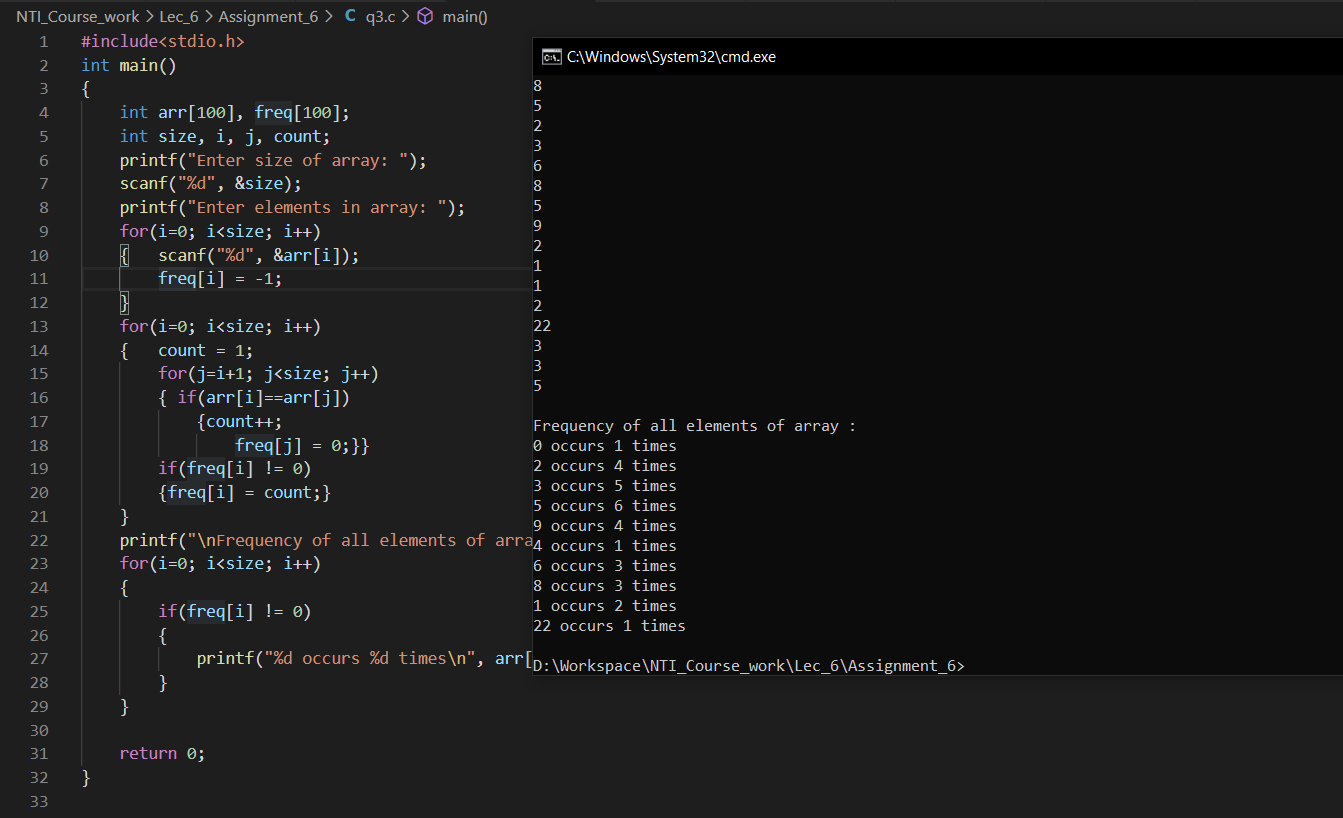 NTI_Course_work > Lec_6 > Assignment_6 > C q3.c > main()
1 #include<stdio.h>
2 int main()
3 {
4     int arr[100], freq[100];
5     int size, i, j, count;
6     printf("Enter size of array: ");
7     scanf("%d", &size);
8     printf("Enter elements in array: ");
9     for(i=0; i<size; i++)
10     {   scanf("%d", &arr[i]);
11         freq[i] = -1;
12     }
13     for(i=0; i<size; i++)
14     {   count = 1;
15         for(j=i+1; j<size; j++)
16         { if(arr[i]==arr[j])
17             {count++;
18                 freq[j] = 0;}}
19         if(freq[i] != 0)
20         {freq[i] = count;}
21     }
22     printf("\nFrequency of all elements of arra
23     for(i=0; i<size; i++)
24     {
25         if(freq[i] != 0)
26         {
27             printf("%d occurs %d times\n", arr[
28         }
29     }
30
31     return 0;
32 }
33
C:\Windows\System32\cmd.exe
8
5
2
3
6
8
5
9
2
1
1
2
22
3
3
5
Frequency of all elements of array :
0 occurs 1 times
2 occurs 4 times
3 occurs 5 times
5 occurs 6 times
9 occurs 4 times
4 occurs 1 times
6 occurs 3 times
8 occurs 3 times
1 occurs 2 times
22 occurs 1 times
D:\Workspace\NTI_Course_work\Lec_6\Assignment_6>